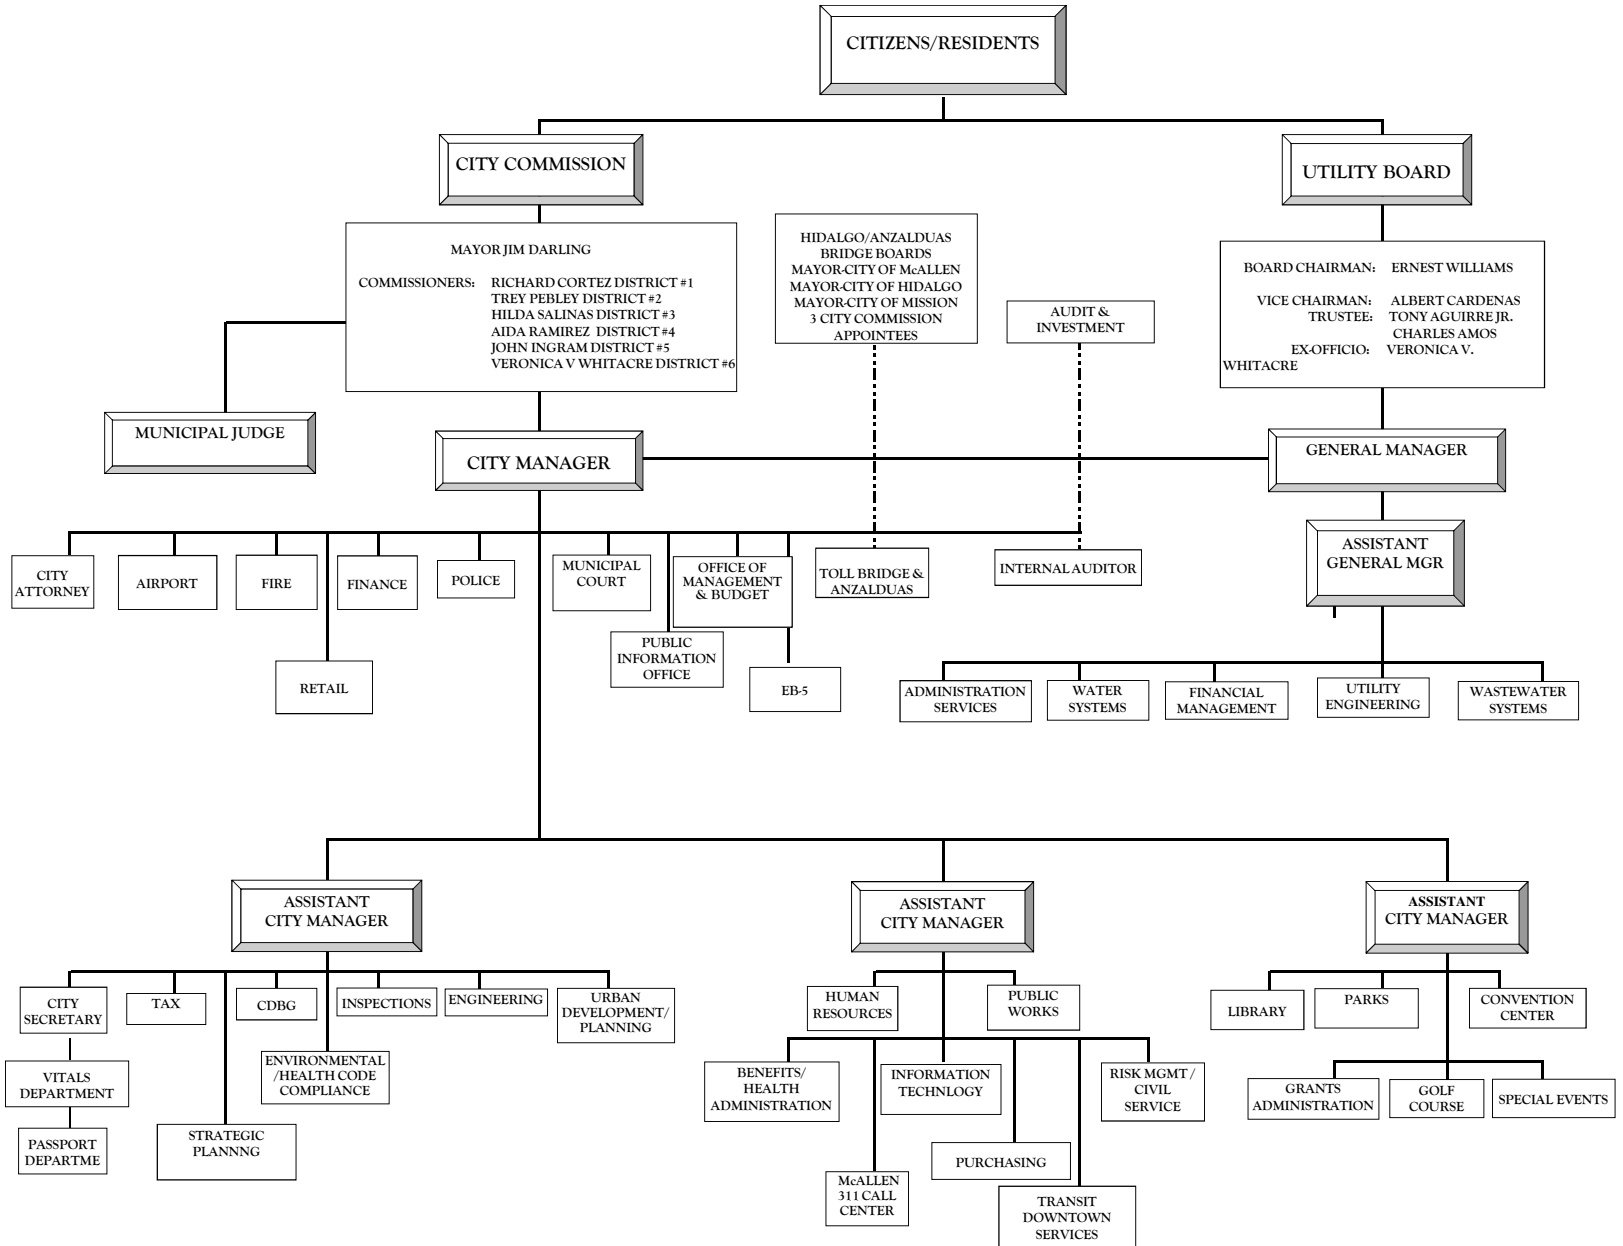 CITIZENS/RESIDENTS
CITY COMMISSION
UTILITY BOARD
MAYOR JIM DARLING
COMMISSIONERS: RICHARD CORTEZ DISTRICT #1
TREY PEBLEY DISTRICT #2
HILDA SALINAS DISTRICT #3
AIDA RAMIREZ DISTRICT #4
JOHN INGRAM DISTRICT #5
VERONICA V WHITACRE DISTRICT #6
HIDALGO/ANZALDUAS
BRIDGE BOARDS
MAYOR-CITY OF McALLEN
MAYOR-CITY OF HIDALGO
MAYOR-CITY OF MISSION
3 CITY COMMISSION
APPOINTEES
AUDIT &
INVESTMENT
BOARD CHAIRMAN: ERNEST WILLIAMS
VICE CHAIRMAN: ALBERT CARDENAS
TRUSTEE: TONY AGUIRRE JR.
CHARLES AMOS
EX-OFFICIO: VERONICA V.
WHITACRE
MUNICIPAL JUDGE
CITY MANAGER
GENERAL MANAGER
ASSISTANT
GENERAL MGR
CITY
ATTORNEY
AIRPORT
FIRE
FINANCE
POLICE
MUNICIPAL
COURT
OFFICE OF
MANAGEMENT
& BUDGET
TOLL BRIDGE &
ANZALDUAS
INTERNAL AUDITOR
RETAIL
PUBLIC
INFORMATION
OFFICE
EB-5
ADMINISTRATION
SERVICES
WATER
SYSTEMS
FINANCIAL
MANAGEMENT
UTILITY
ENGINEERING
WASTEWATER
SYSTEMS
ASSISTANT
CITY MANAGER
ASSISTANT
CITY MANAGER
ASSISTANT
CITY MANAGER
CITY
SECRETARY
TAX
CDBG
INSPECTIONS
ENGINEERING
URBAN
DEVELOPMENT/
PLANNING
VITALS
DEPARTMENT
ENVIRONMENTAL
/HEALTH CODE
COMPLIANCE
PASSPORT
DEPARTME
STRATEGIC
PLANNNG
HUMAN
RESOURCES
PUBLIC
WORKS
BENEFITS/
HEALTH
ADMINISTRATION
INFORMATION
TECHNLOGY
RISK MGMT /
CIVIL
SERVICE
PURCHASING
McALLEN
311 CALL
CENTER
TRANSIT
DOWNTOWN
SERVICES
LIBRARY
PARKS
CONVENTION
CENTER
GRANTS
ADMINISTRATION
GOLF
COURSE
SPECIAL EVENTS